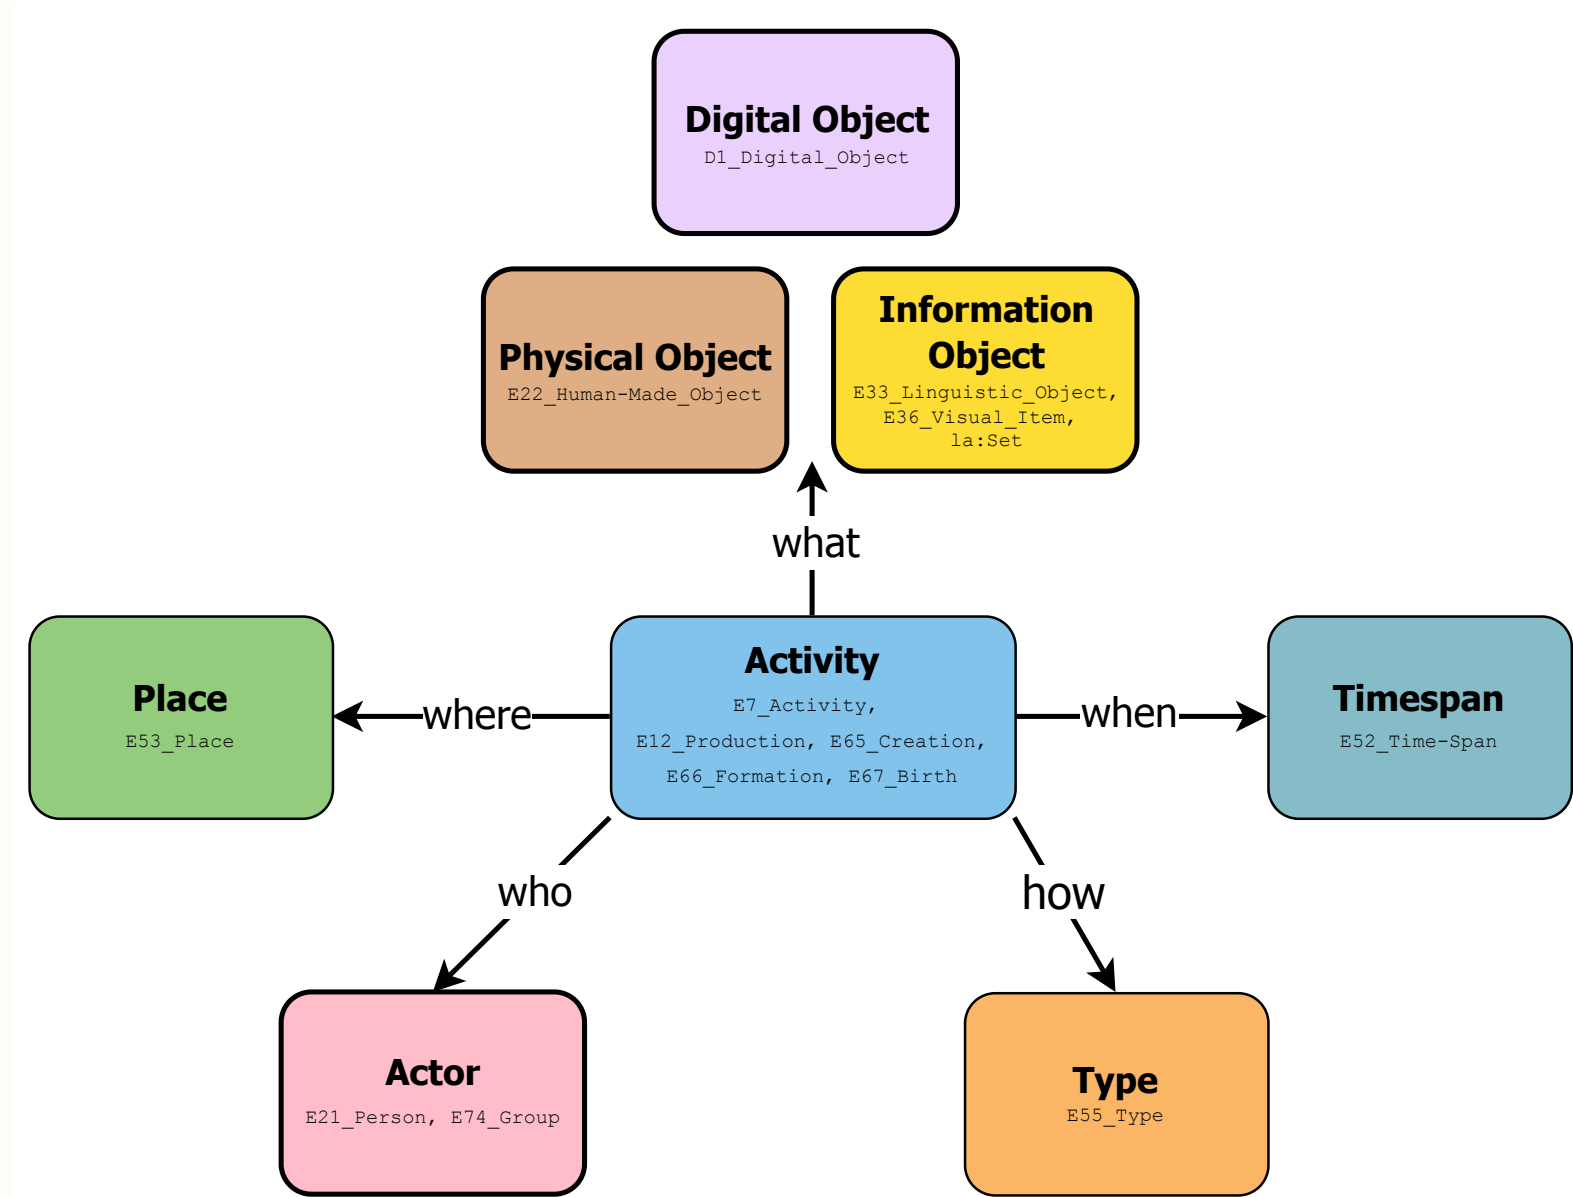 Digital Object
D1_Digital_Object
Physical Object
E22_Human-Made_Object
Information
Object
E33_Linguistic_Object,
E36_Visual_Item,
la:Set
what
Place
E53_Place
where
Activity
E7_Activity,
E12_Production, E65_Creation,
E66_Formation, E67_Birth
when
Timespan
E52_Time-Span
who
how
Actor
E21_Person, E74_Group
Type
E55_Type